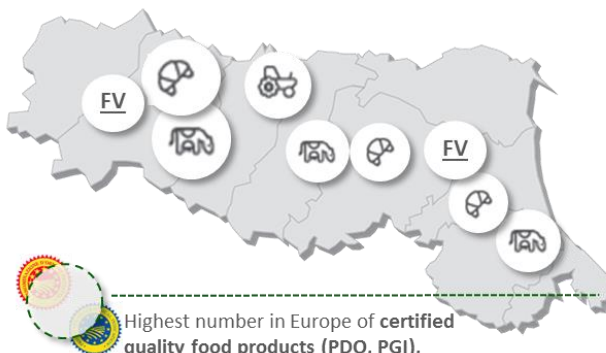 FV
FV
Highest number in Europe of certified
quality food products (PDO, PGI).